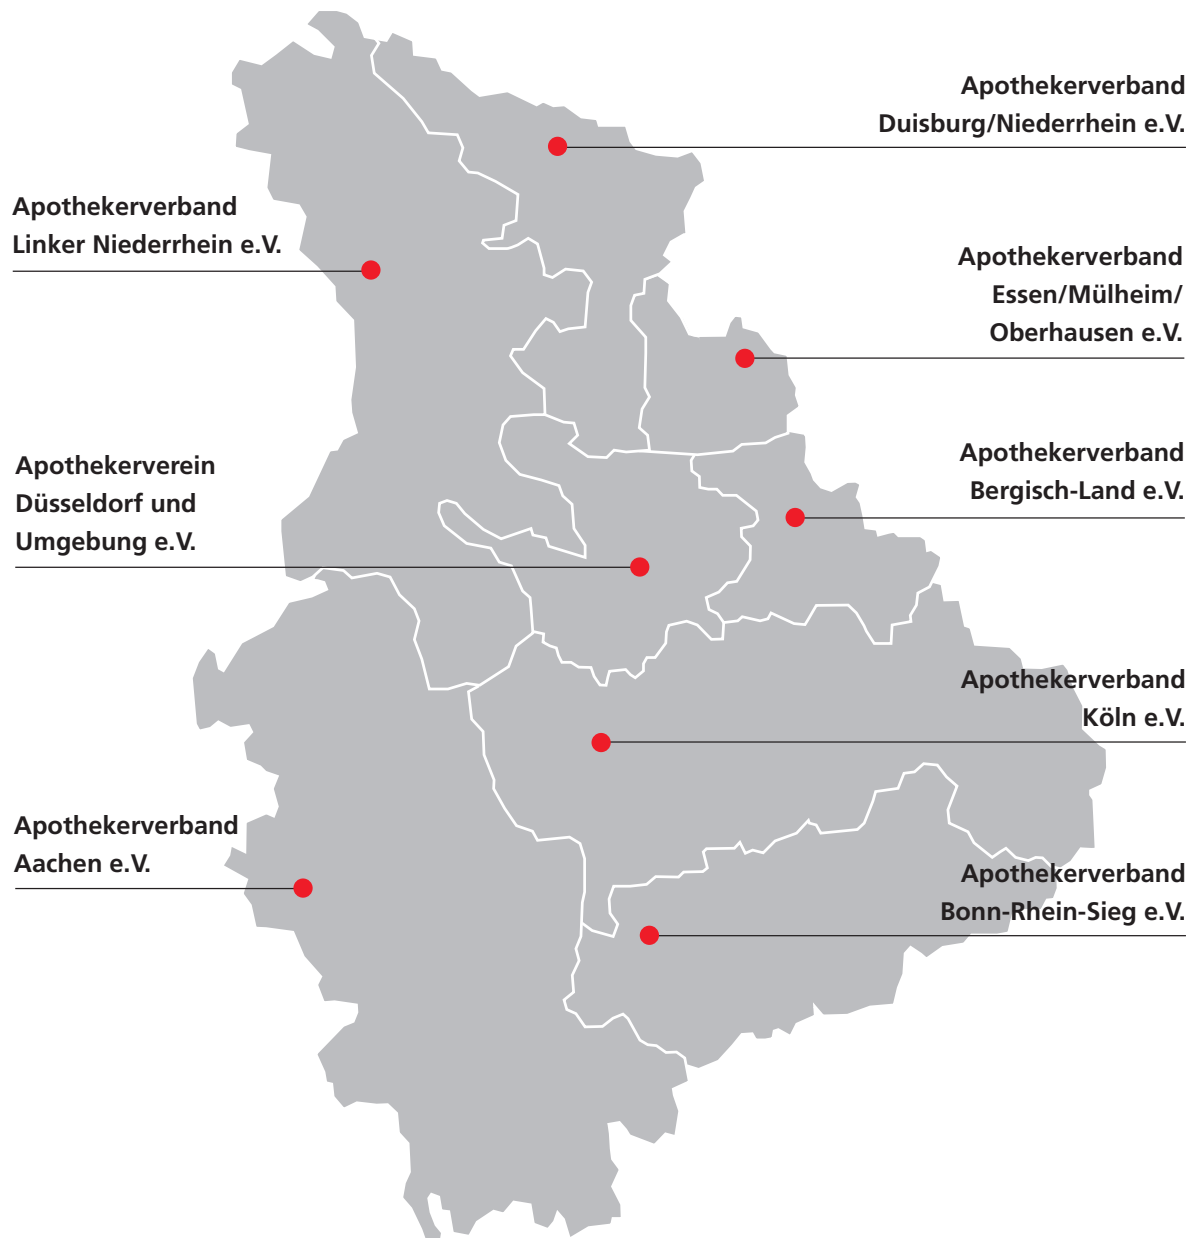 Apothekerverband
Duisburg/Niederrhein e.V.
Apothekerverband
Linker Niederrhein e.V.
Apothekerverband
Essen/Mülheim/
Oberhausen e.V.
Apothekerverband
Bergisch-Land e.V.
Apothekerverein
Düsseldorf und
Umgebung e.V.
Apothekerverband
Köln e.V.
Apothekerverband
Aachen e.V.
Apothekerverband
Bonn-Rhein-Sieg e.V.